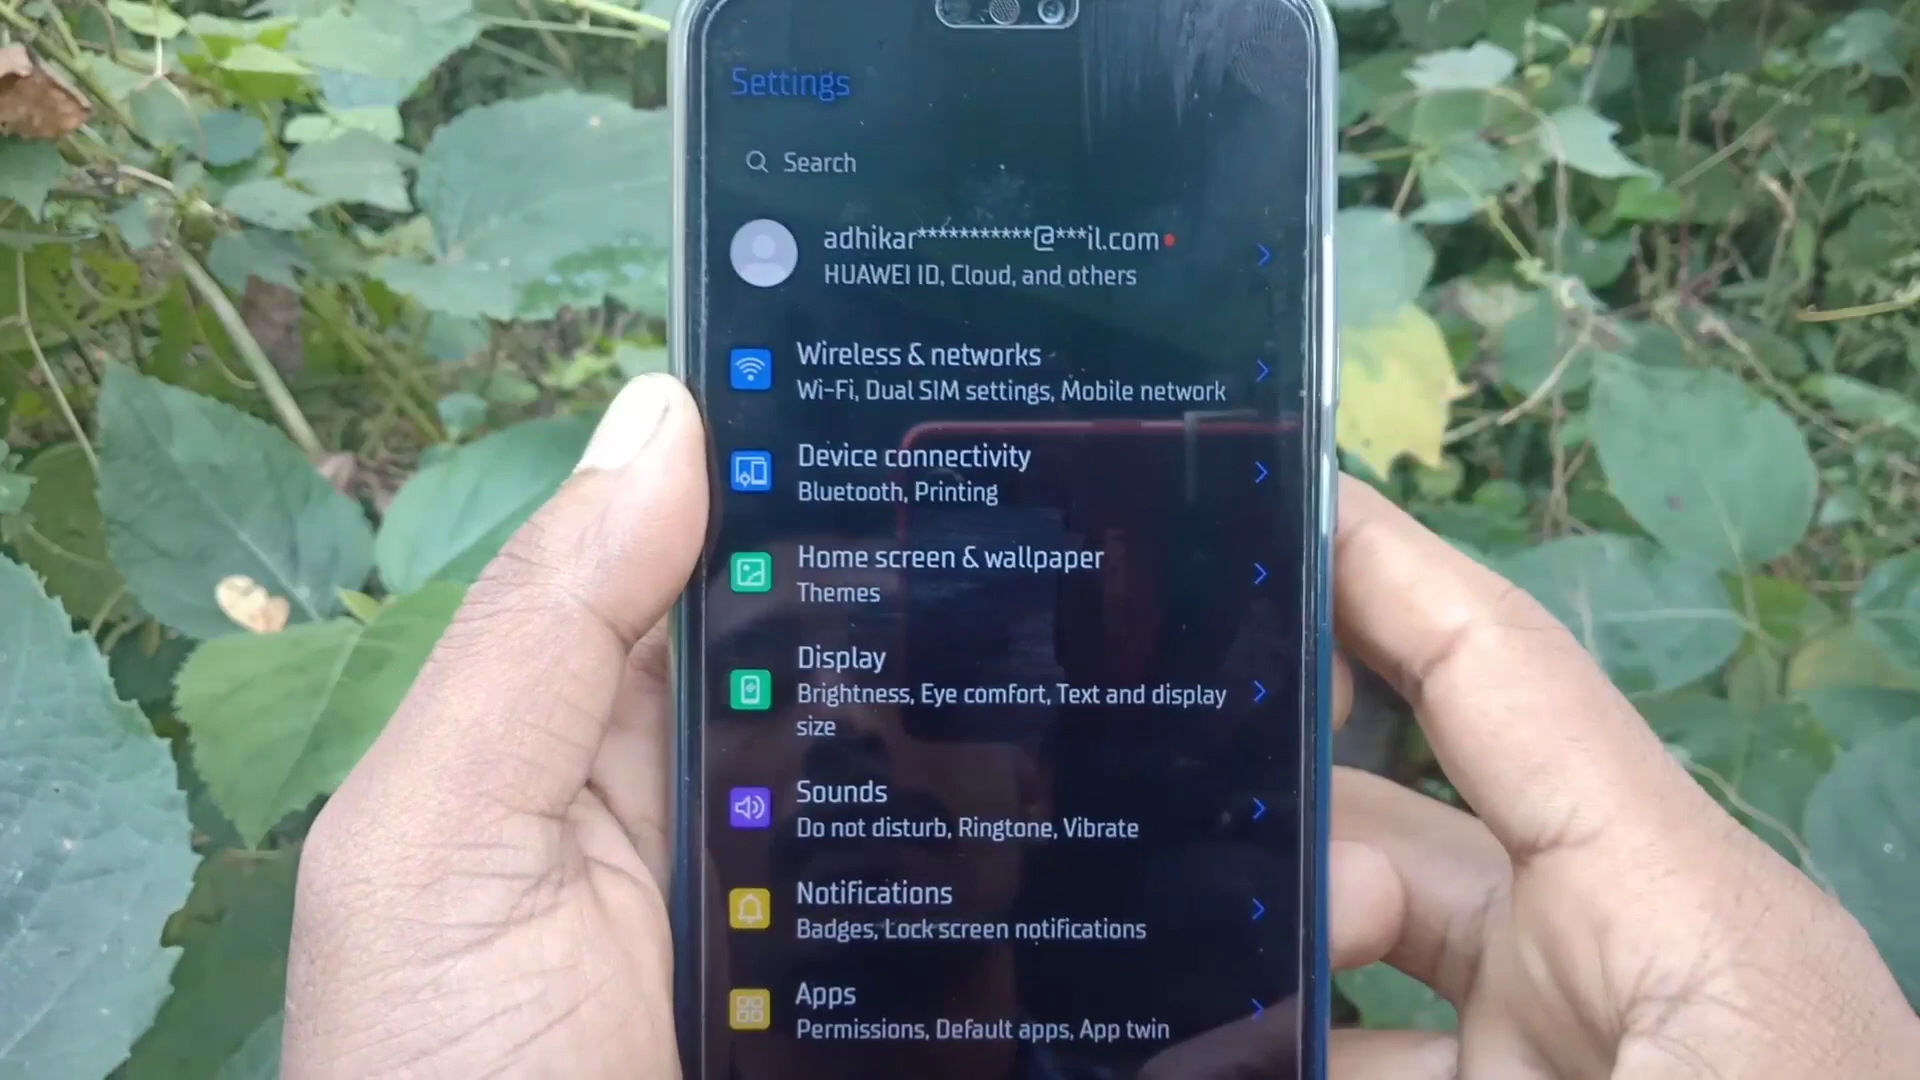 Settings
Search
adhikar***********@***il.com
HUAWEI ID, Cloud, and others
Wireless & networks
Wi-Fi, Dual SIM settings, Mobile network
Device connectivity
Bluetooth, Printing
Home screen & wallpaper
Themes
Display
Brightness, Eye comfort, Text and display
size
Sounds
Do not disturb, Ringtone, Vibrate
Notifications
Badges, Lock screen notifications
Apps
Permissions, Default apps, App twin